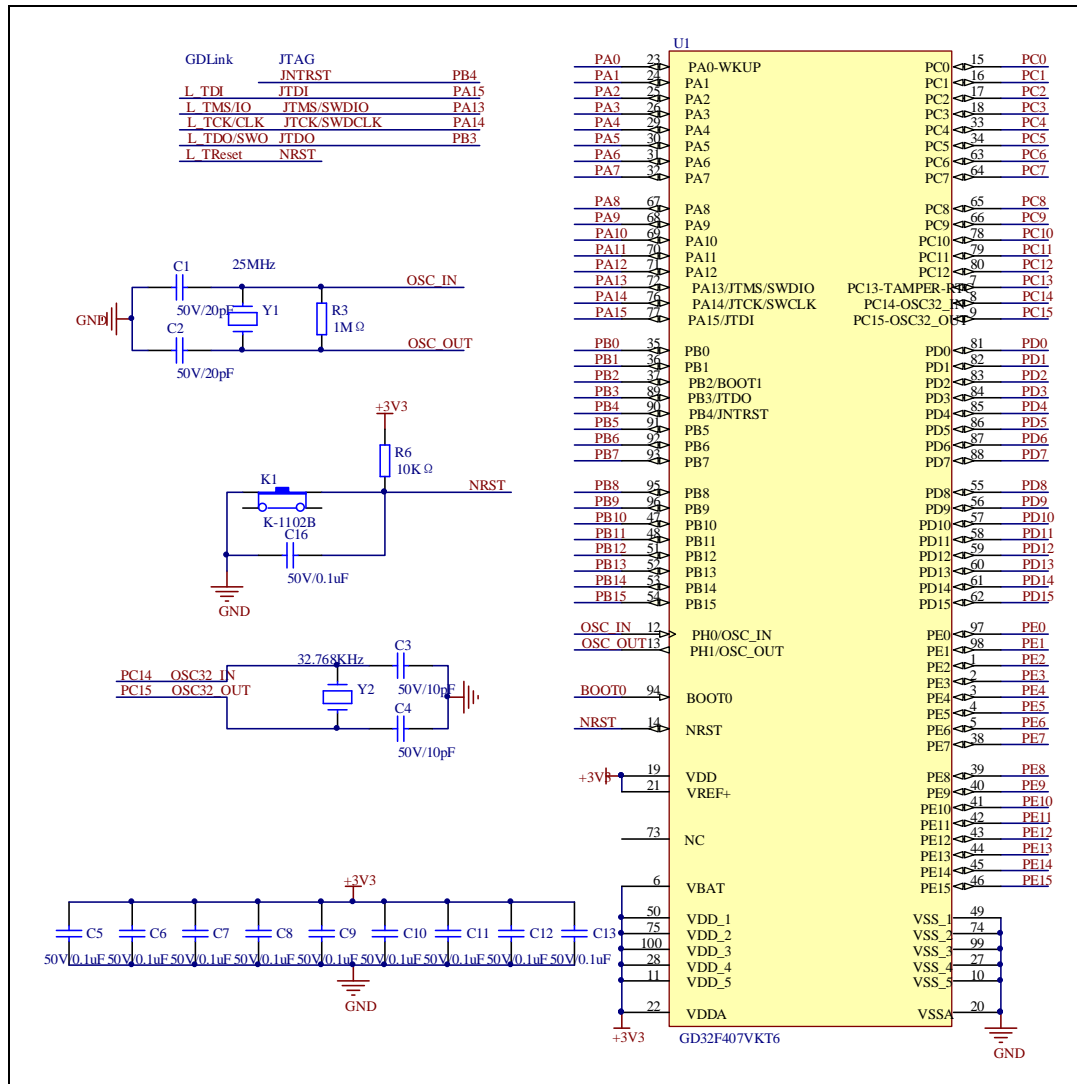 GDLink JTAG
JNTRST PB4
L_TDI JTDI PA15
L_TMS/IO JTMS/SWDIO PA13
L_TCK/CLK JTCK/SWDCLK PA14
L_TDO/SWO JTDO PB3
L_TReset NRST
C1 25MHz OSC_IN
50V/20pF Y1 R3
GND 1MΩ
C2 OSC_OUT
50V/20pF
+3V3
R6
10KΩ
K1 NRST
K-1102B
C16
50V/0.1uF
GND
32.768KHz C3
PC14 OSC32_IN 50V/10pF
PC15 OSC32_OUT Y2
C4
50V/10pF
+3V3
C5 C6 C7 C8 C9 C10 C11 C12 C13
50V/0.1uF 50V/0.1uF 50V/0.1uF 50V/0.1uF 50V/0.1uF 50V/0.1uF 50V/0.1uF 50V/0.1uF 50V/0.1uF
GND
U1
PA0 23 PA0-WKUP PC0 15 PC0
PA1 24 PA1 PC1 16 PC1
PA2 25 PA2 PC2 17 PC2
PA3 26 PA3 PC3 18 PC3
PA4 29 PA4 PC4 33 PC4
PA5 30 PA5 PC5 34 PC5
PA6 31 PA6 PC6 63 PC6
PA7 32 PA7 PC7 64 PC7
PA8 67 PA8 PC8 65 PC8
PA9 68 PA9 PC9 66 PC9
PA10 69 PA10 PC10 78 PC10
PA11 70 PA11 PC11 79 PC11
PA12 71 PA12 PC12 80 PC12
PA13 72 PA13/JTMS/SWDIO PC13-TAMPER-RTC 7 PC13
PA14 76 PA14/JTCK/SWCLK PC14-OSC32_IN 8 PC14
PA15 77 PA15/JTDI PC15-OSC32_OUT 9 PC15
PB0 35 PB0 PD0 81 PD0
PB1 36 PB1 PD1 82 PD1
PB2 37 PB2/BOOT1 PD2 83 PD2
PB3 89 PB3/JTDO PD3 84 PD3
PB4 90 PB4/JNTRST PD4 85 PD4
PB5 91 PB5 PD5 86 PD5
PB6 92 PB6 PD6 87 PD6
PB7 93 PB7 PD7 88 PD7
PB8 95 PB8 PD8 55 PD8
PB9 96 PB9 PD9 56 PD9
PB10 47 PB10 PD10 57 PD10
PB11 48 PB11 PD11 58 PD11
PB12 51 PB12 PD12 59 PD12
PB13 52 PB13 PD13 60 PD13
PB14 53 PB14 PD14 61 PD14
PB15 54 PB15 PD15 62 PD15
OSC_IN 12 PH0/OSC_IN PE0 97 PE0
OSC_OUT 13 PH1/OSC_OUT PE1 98 PE1
PE2 1 PE2
PE3 2 PE3
BOOT0 94 BOOT0 PE4 3 PE4
PE5 4 PE5
NRST 14 NRST PE6 5 PE6
PE7 38 PE7
+3V3 19 VDD PE8 39 PE8
21 VREF+ PE9 40 PE9
PE10 41 PE10
PE11 42 PE11
73 NC PE12 43 PE12
PE13 44 PE13
PE14 45 PE14
6 VBAT PE15 46 PE15
50 VDD_1 VSS_1 49
75 VDD_2 VSS_2 74
100 VDD_3 VSS_3 99
28 VDD_4 VSS_4 27
11 VDD_5 VSS_5 10
22 VDDA VSSA 20
+3V3 GD32F407VKT6 GND